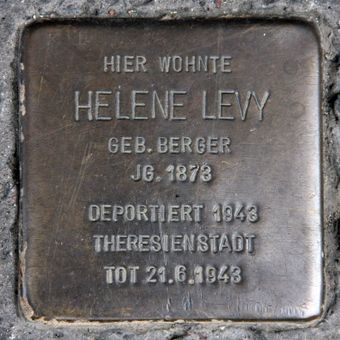 HIER WOHNTE
HELENE LEVY
GEB. BERGER
JG. 1873
DEPORTIERT 1943
THERESIENSTADT
TOT 21.6.1943